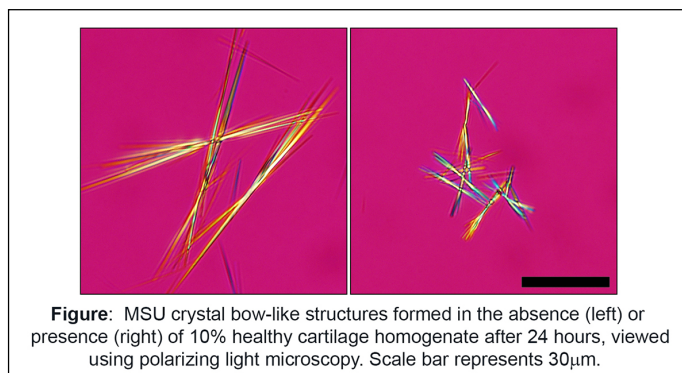 Figure: MSU crystal bow-like structures formed in the absence (left) or
presence (right) of 10% healthy cartilage homogenate after 24 hours, viewed
using polarizing light microscopy. Scale bar represents 30μm.